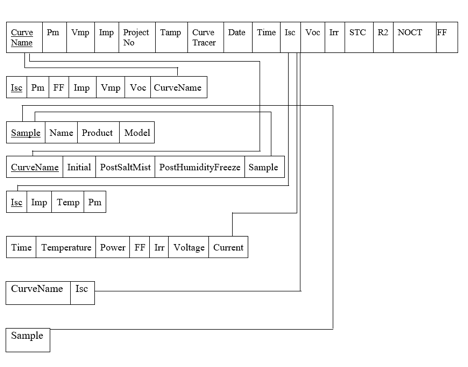 Curve Name Pm Vmp Imp Project No Tamp Curve Tracer Date Time Isc Voc Irr STC R2 NOCT FF
Isc Pm FF Imp Vmp Voc CurveName
Sample Name Product Model
CurveName Initial PostSaltMist PostHumidityFreeze Sample
Isc Imp Temp Pm
Time Temperature Power FF Irr Voltage Current
CurveName Isc
Sample